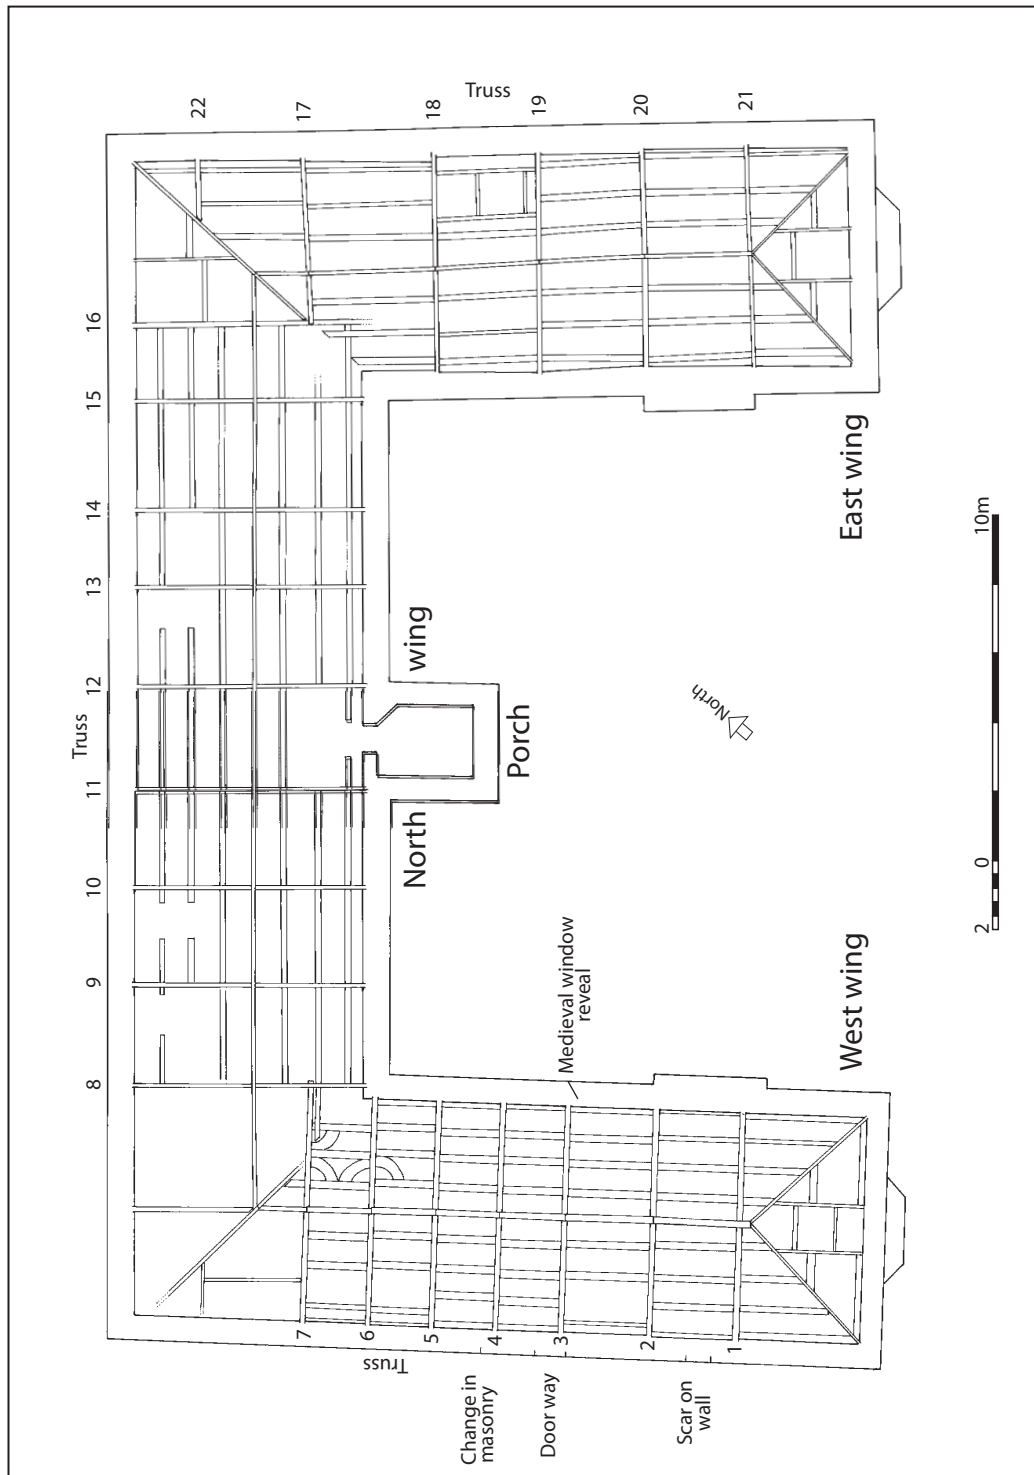 Truss
22
17
18
19
20
21
16
15
14
13
12
11
10
9
8
Truss
North wing
Porch
East wing
West wing
North
Medieval window
reveal
7
6
5
4
3
2
1
Truss
Change in
masonry
Door way
Scar on
wall
2 0 10m